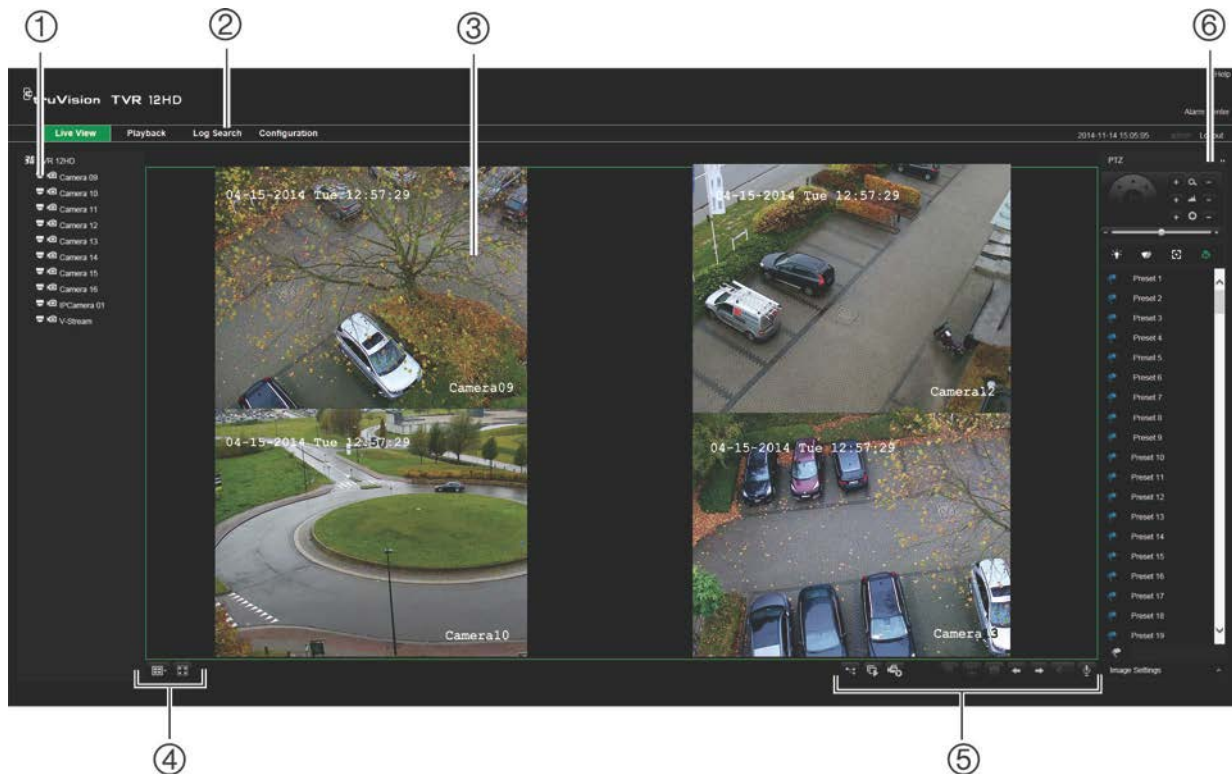 ① ② ③ ⑥
Help
truVision TVR 12HD
Alarm Center
Live View Playback Log Search Configuration
2014-11-14 15:05:95 admin Logout
TVR 12HD
Camera 09
Camera 10
Camera 11
Camera 12
Camera 13
Camera 14
Camera 15
Camera 16
IPCamera 01
V-Stream
04-15-2014 Tue 12:57:29
Camera09
04-15-2014 Tue 12:57:29
Camera12
04-15-2014 Tue 12:57:29
Camera10
04-15-2014 Tue 12:57:29
Camera13
PTZ
Preset 1
Preset 2
Preset 3
Preset 4
Preset 5
Preset 6
Preset 7
Preset 8
Preset 9
Preset 10
Preset 11
Preset 12
Preset 13
Preset 14
Preset 15
Preset 16
Preset 17
Preset 18
Preset 19
Image Settings
④ ⑤